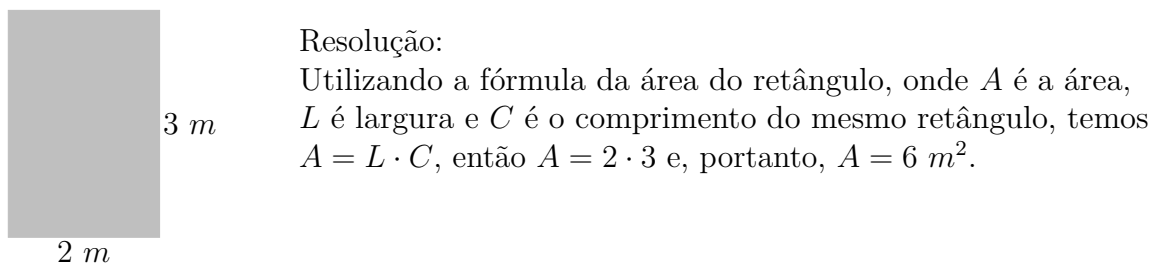 3 m
2 m
Resolução:
Utilizando a fórmula da área do retângulo, onde A é a área,
L é largura e C é o comprimento do mesmo retângulo, temos
A = L · C, então A = 2 · 3 e, portanto, A = 6 m².